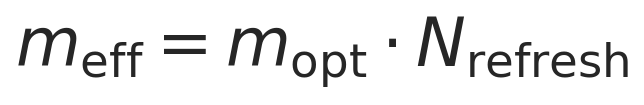 m_eff = m_opt · N_refresh